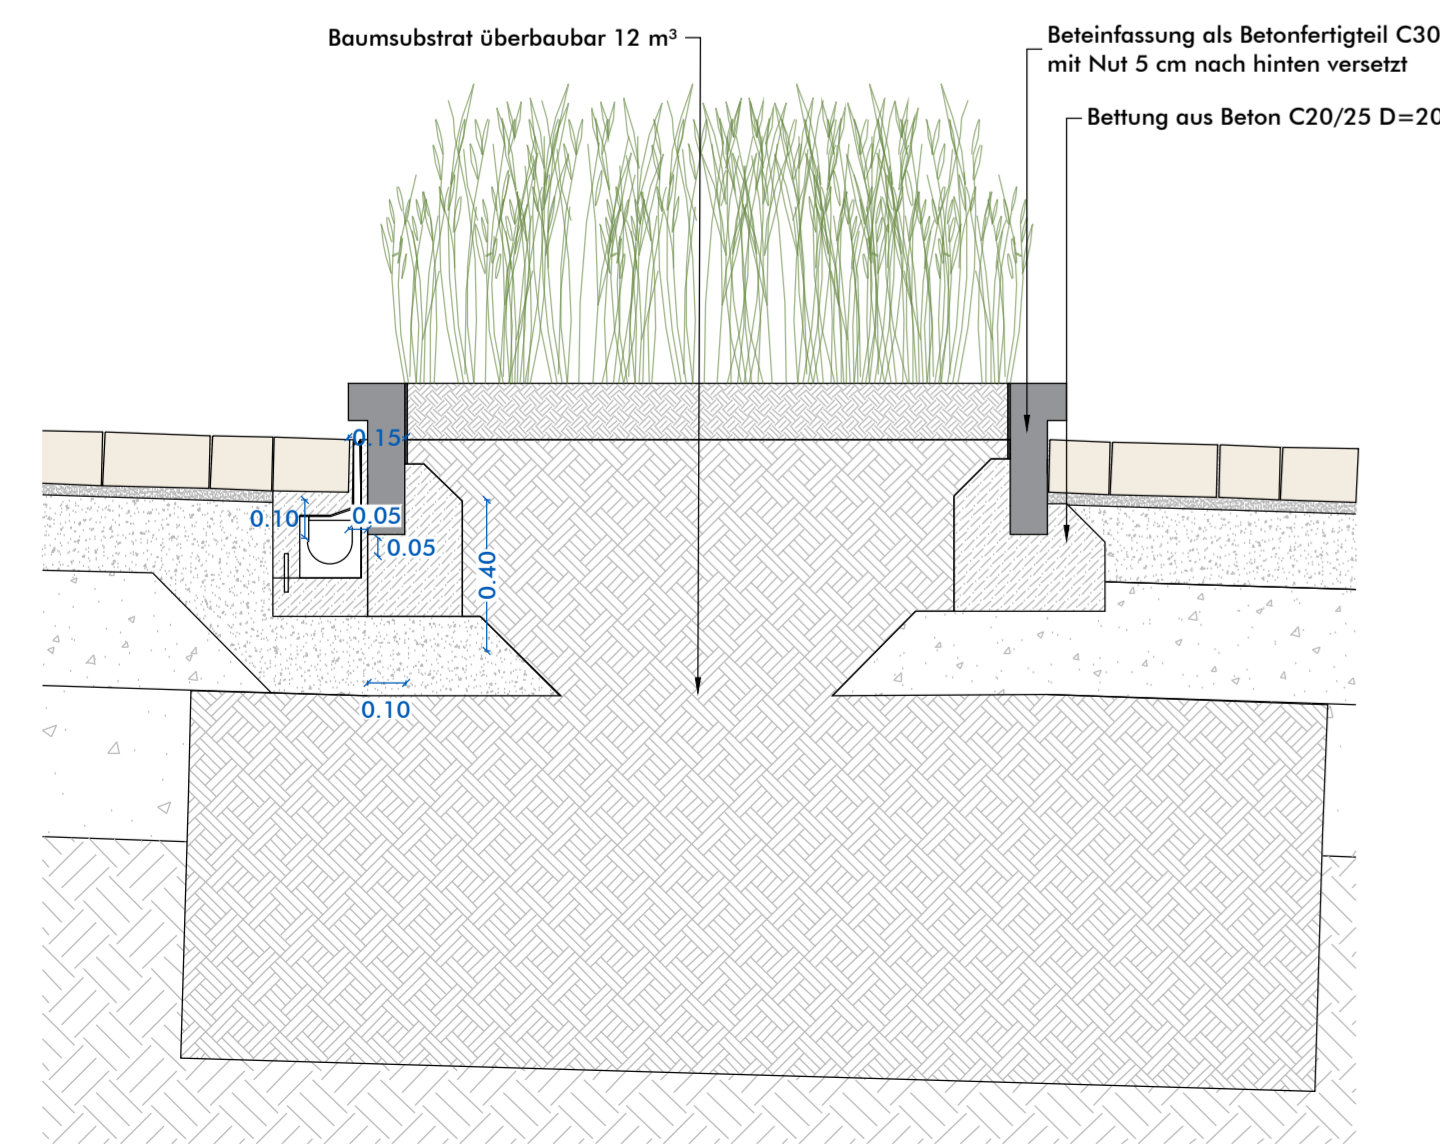 Baumsubstrat überbaubar 12 m³
Beteinfassung als Betonfertigteil C30
mit Nut 5 cm nach hinten versetzt
Bettung aus Beton C20/25 D=20
0.15
0.10
0.05
0.05
0.40
0.10